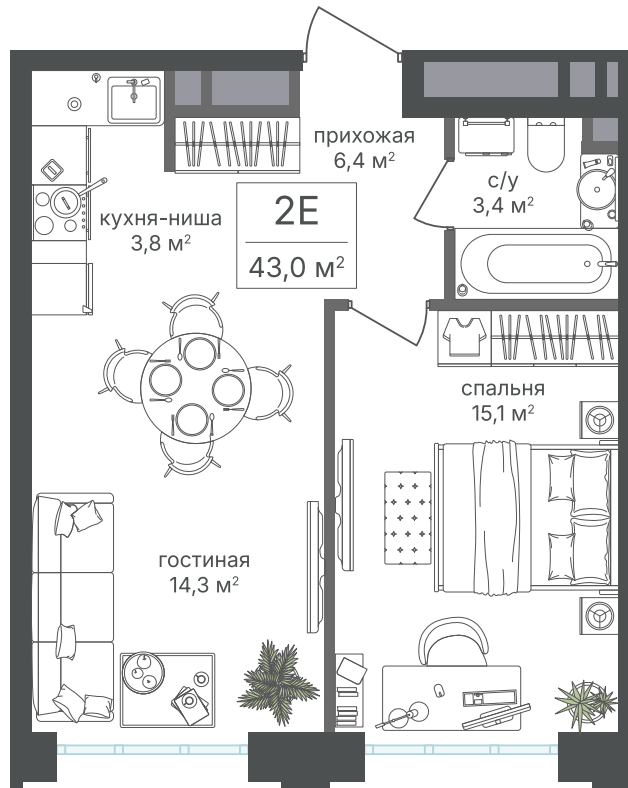 прихожая
6,4 м²
с/у
3,4 м²
кухня-ниша
3,8 м²
2Е
43,0 м²
спальня
15,1 м²
гостиная
14,3 м²